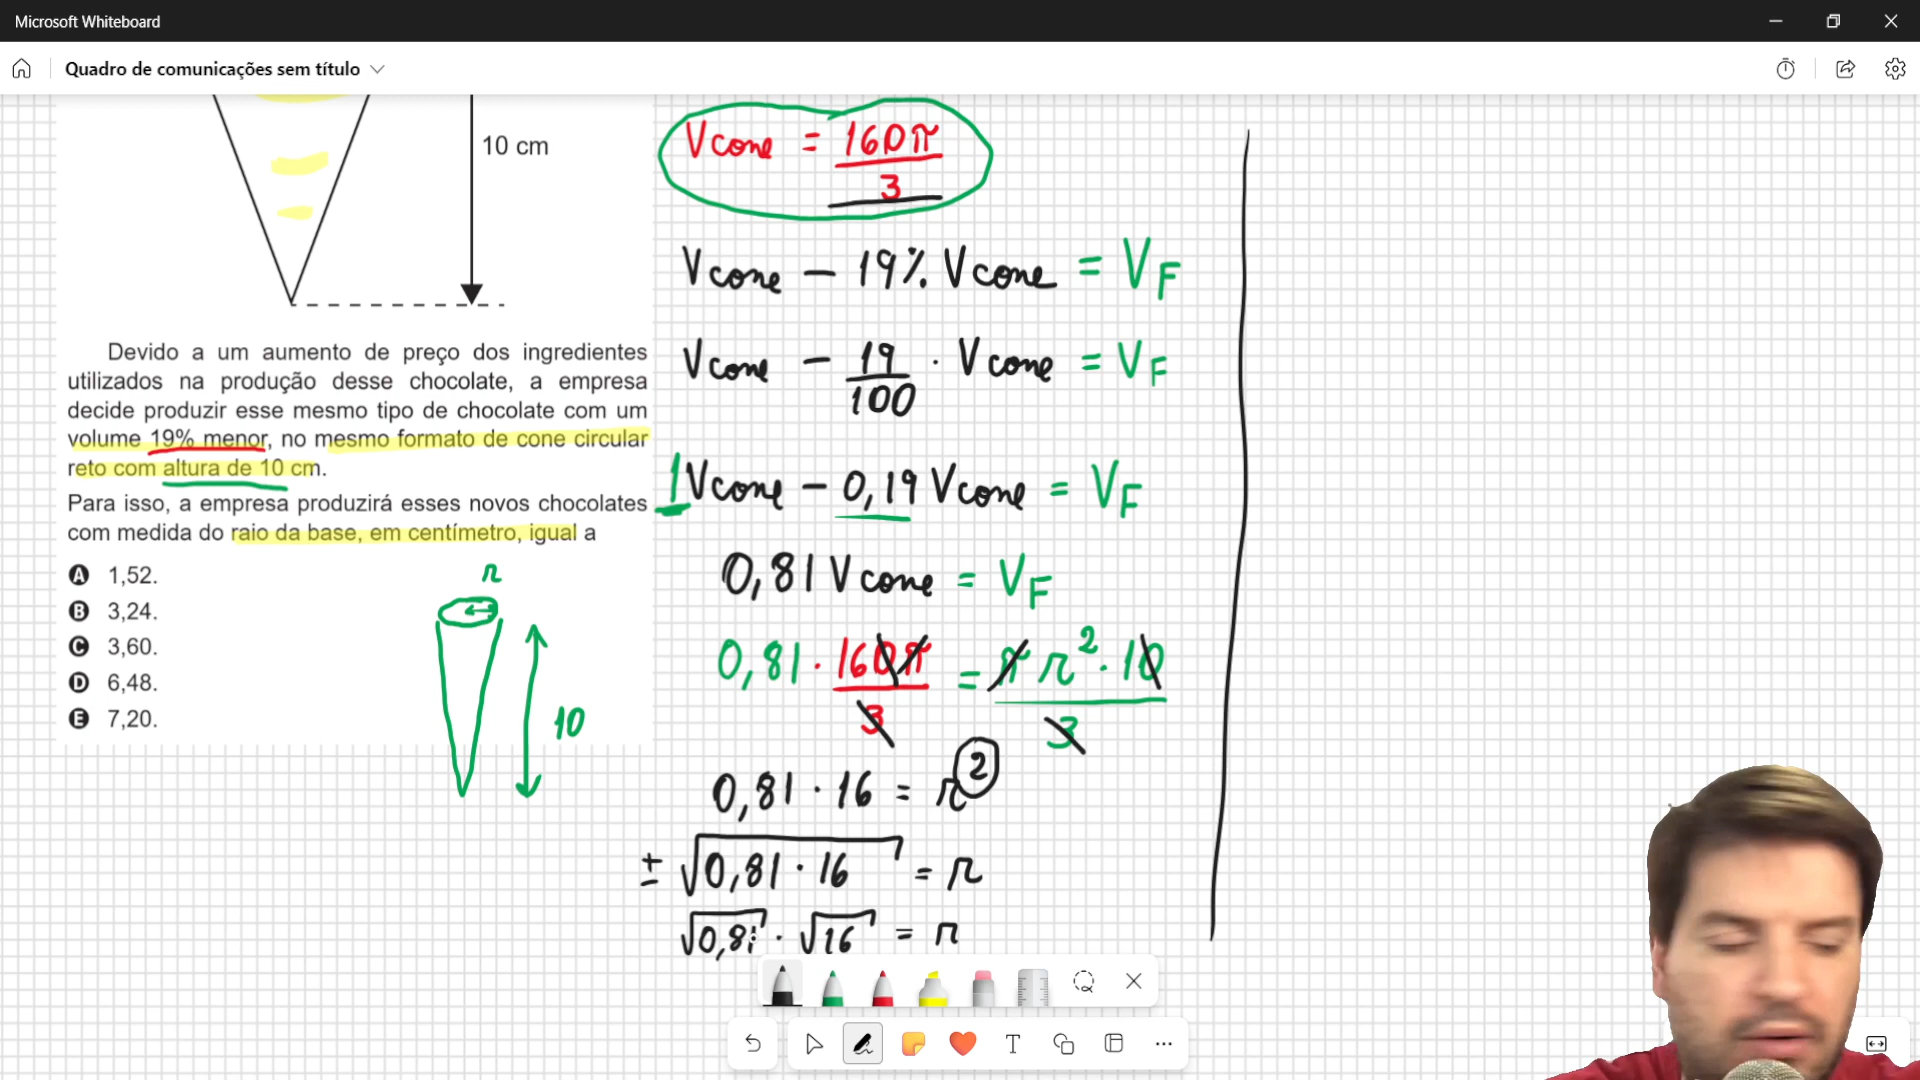 Microsoft Whiteboard
Quadro de comunicações sem título
10 cm
Devido a um aumento de preço dos ingredientes
utilizados na produção desse chocolate, a empresa
decide produzir esse mesmo tipo de chocolate com um
volume 19% menor, no mesmo formato de cone circular
reto com altura de 10 cm.
Para isso, a empresa produzirá esses novos chocolates
com medida do raio da base, em centímetro, igual a
A 1,52.
B 3,24.
C 3,60.
D 6,48.
E 7,20.
r
10
Vcone = 160π/3
Vcone - 19% Vcone = VF
Vcone - 19/100 · Vcone = VF
1Vcone - 0,19 Vcone = VF
0,81 Vcone = VF
0,81 · 160π/3 = π r² · 10/3
0,81 · 16 = r²
± √0,81 · 16 = r
√0,81 · √16 = r
T